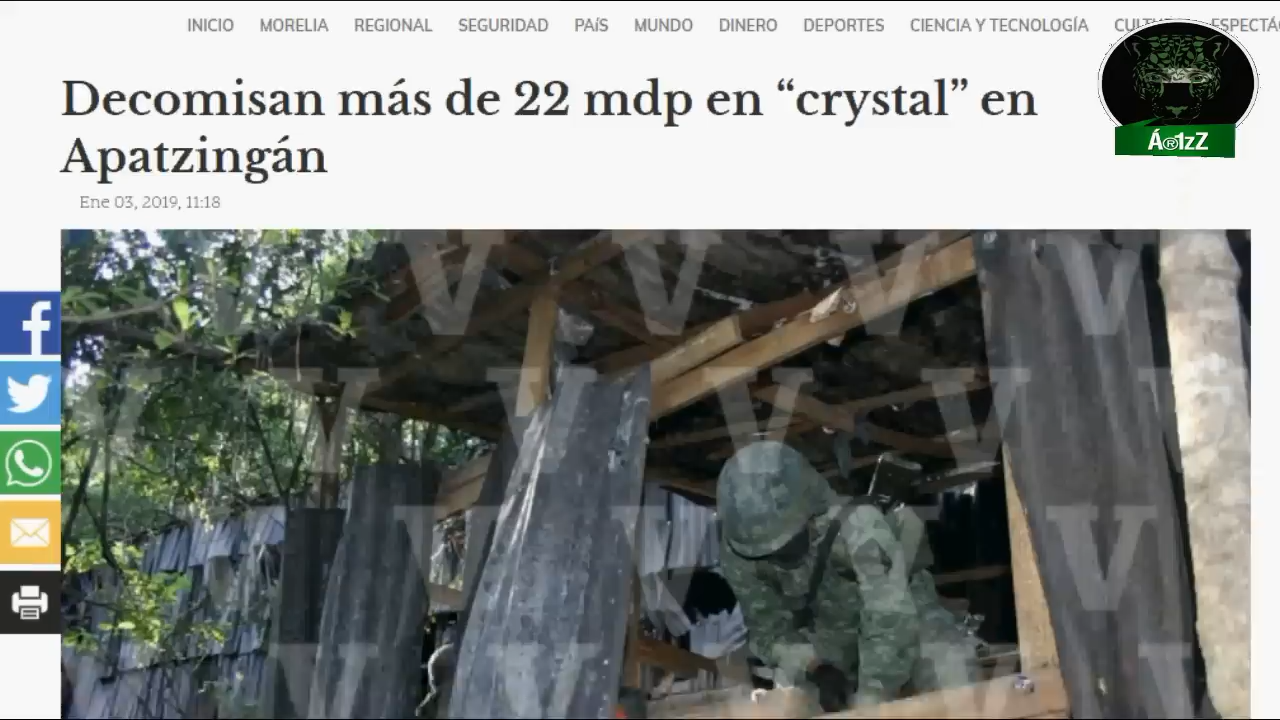 INICIO MORELIA REGIONAL SEGURIDAD PAíS MUNDO DINERO DEPORTES CIENCIA Y TECNOLOGÍA
Decomisan más de 22 mdp en “crystal” en
Apatzingán
Ene 03, 2019, 11:18
Á®1zZ